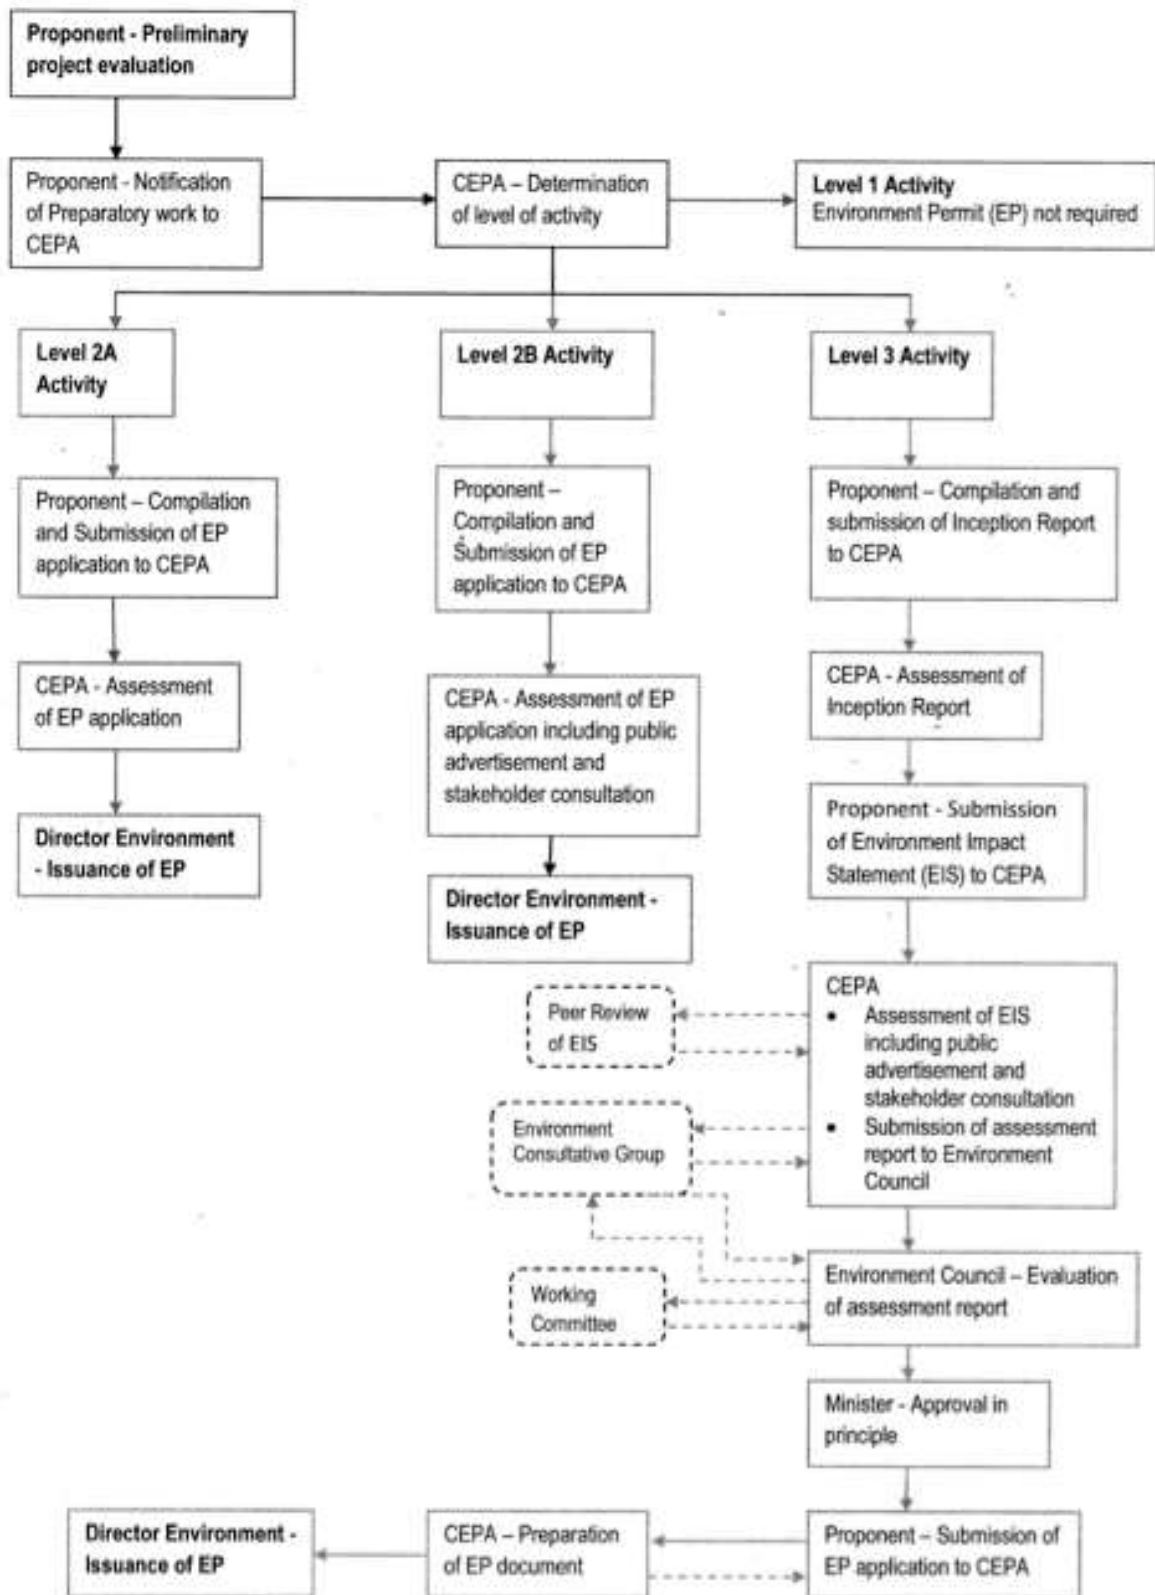 Proponent - Preliminary
project evaluation
Proponent - Notification
of Preparatory work to
CEPA
CEPA – Determination
of level of activity
Level 1 Activity
Environment Permit (EP) not required
Level 2A
Activity
Level 2B Activity
Level 3 Activity
Proponent – Compilation
and Submission of EP
application to CEPA
Proponent –
Compilation and
Submission of EP
application to CEPA
Proponent – Compilation and
submission of Inception Report
to CEPA
CEPA - Assessment
of EP application
CEPA - Assessment of EP
application including public
advertisement and
stakeholder consultation
CEPA - Assessment of
Inception Report
Director Environment
- Issuance of EP
Proponent - Submission
of Environment Impact
Statement (EIS) to CEPA
Director Environment -
Issuance of EP
Peer Review
of EIS
CEPA
• Assessment of EIS
including public
advertisement and
stakeholder consultation
• Submission of assessment
report to Environment
Council
Environment
Consultative Group
Environment Council – Evaluation
of assessment report
Working
Committee
Minister - Approval in
principle
Director Environment -
Issuance of EP
CEPA – Preparation
of EP document
Proponent – Submission of
EP application to CEPA